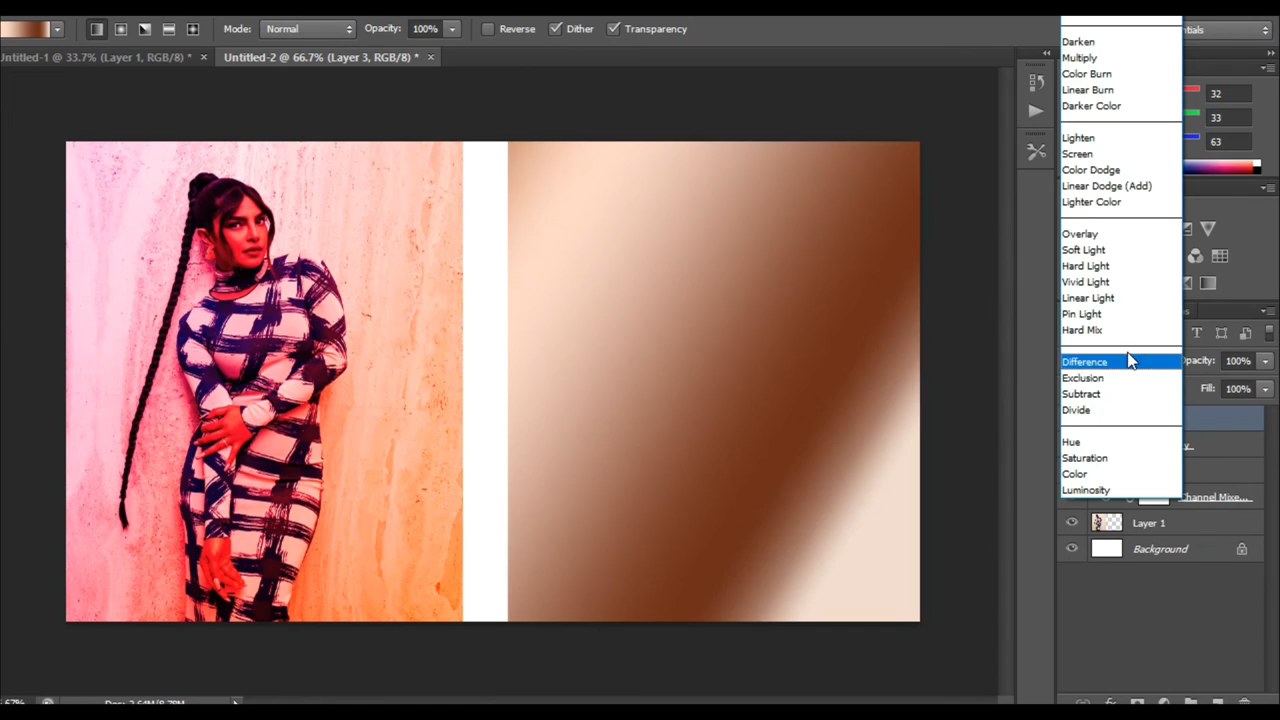 Mode: Normal Opacity: 100% Reverse Dither Transparency
Untitled-1 @ 33.7% (Layer 1, RGB/8) * ×
Untitled-2 @ 66.7% (Layer 3, RGB/8) * ×
32
33
63
Darken
Multiply
Color Burn
Linear Burn
Darker Color
Lighten
Screen
Color Dodge
Linear Dodge (Add)
Lighter Color
Overlay
Soft Light
Hard Light
Vivid Light
Linear Light
Pin Light
Hard Mix
Difference
Exclusion
Subtract
Divide
Hue
Saturation
Color
Luminosity
Opacity: 100%
Fill: 100%
Channel Mixe...
Layer 1
Background